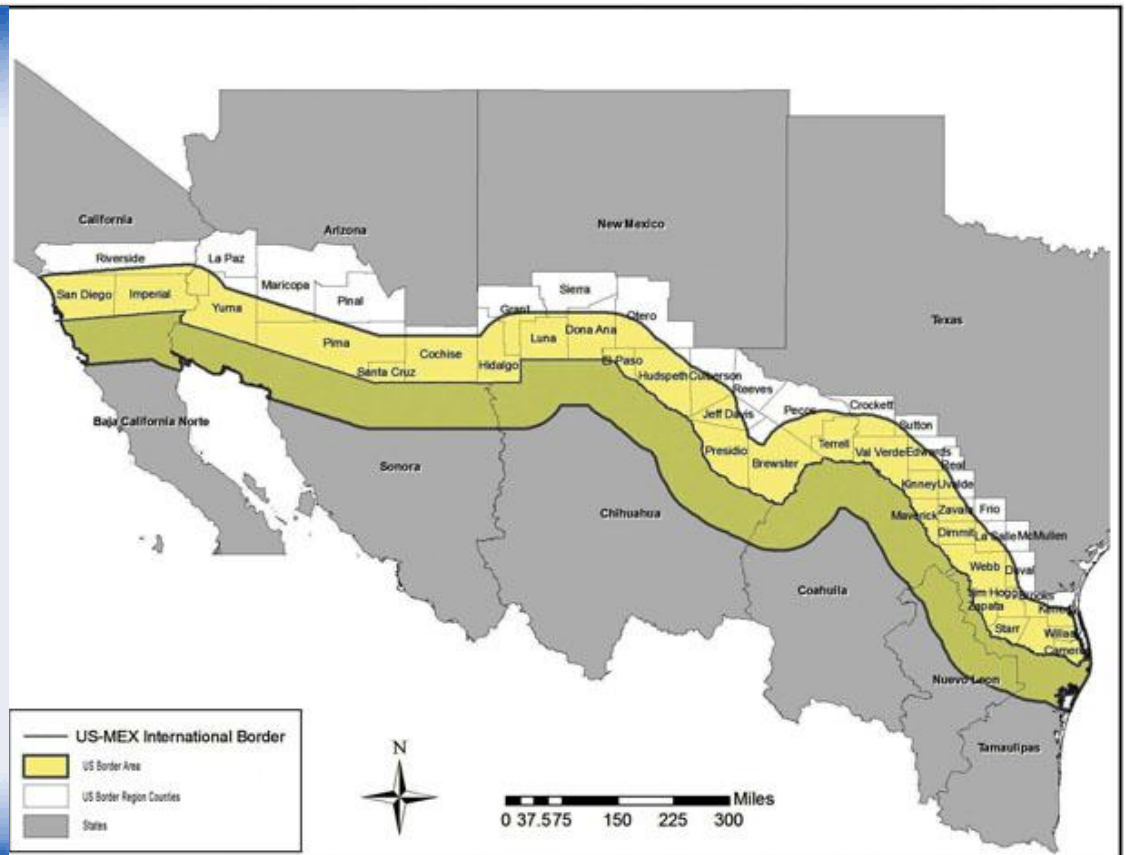 California
Arizona
New Mexico
Texas
Riverside
La Paz
Maricopa
Pinal
San Diego
Imperial
Yuma
Pima
Santa Cruz
Cochise
Hidalgo
Grant
Sierra
Luna
Dona Ana
Otero
El Paso
Hudspeth
Culberson
Reeves
Jeff Davis
Pecos
Crockett
Sutton
Presidio
Brewster
Terrell
Val Verde
Edwards
Real
Kinney
Uvalde
Maverick
Zavala
Frio
Dimmit
La Salle
McMullen
Webb
Duval
Jim Hogg
Brooks
Zapata
Starr
Baja California Norte
Sonora
Chihuahua
Coahuila
Nuevo Leon
Tamaulipas
US-MEX International Border
US Border Area
US Border Region Counties
States
N
Miles
0 37.5 75 150 225 300